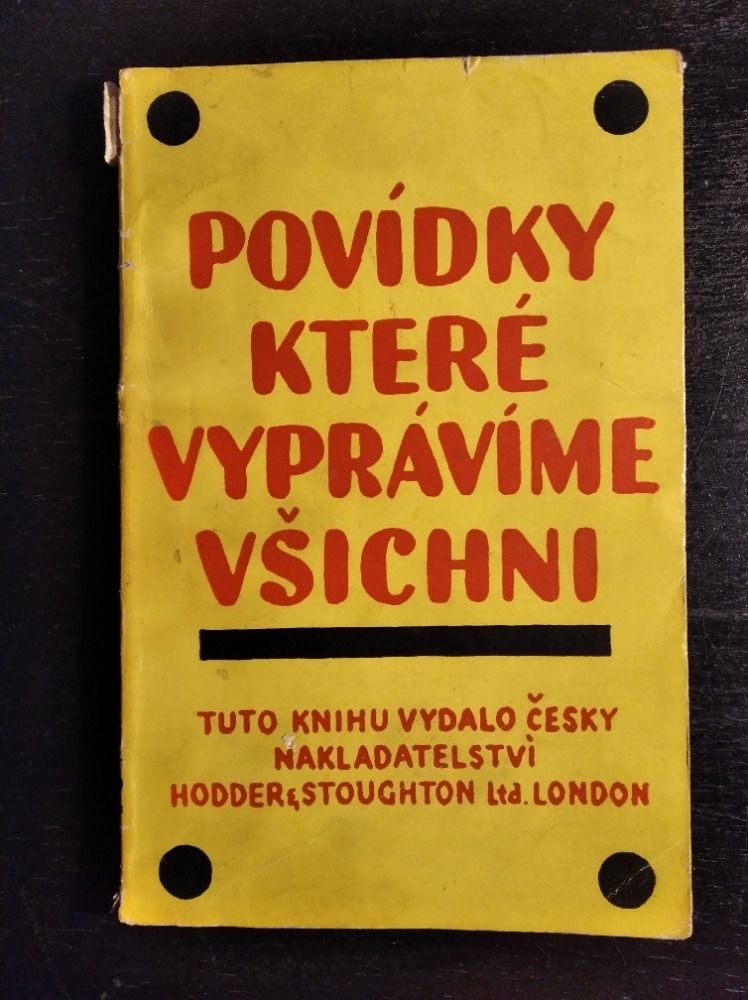 POVÍDKY
KTERÉ
VYPRÁVÍME
VŠICHNI
TUTO KNIHU VYDALO ČESKY
NAKLADATELSTVÍ
HODDER & STOUGHTON Ltd. LONDON